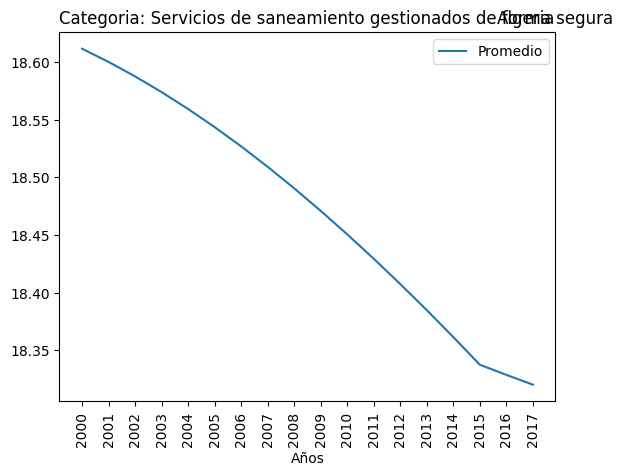 Categoria: Servicios de saneamiento gestionados de forma segura
Algeria
Promedio
18.60
18.55
18.50
18.45
18.40
18.35
2000 2001 2002 2003 2004 2005 2006 2007 2008 2009 2010 2011 2012 2013 2014 2015 2016 2017
Años